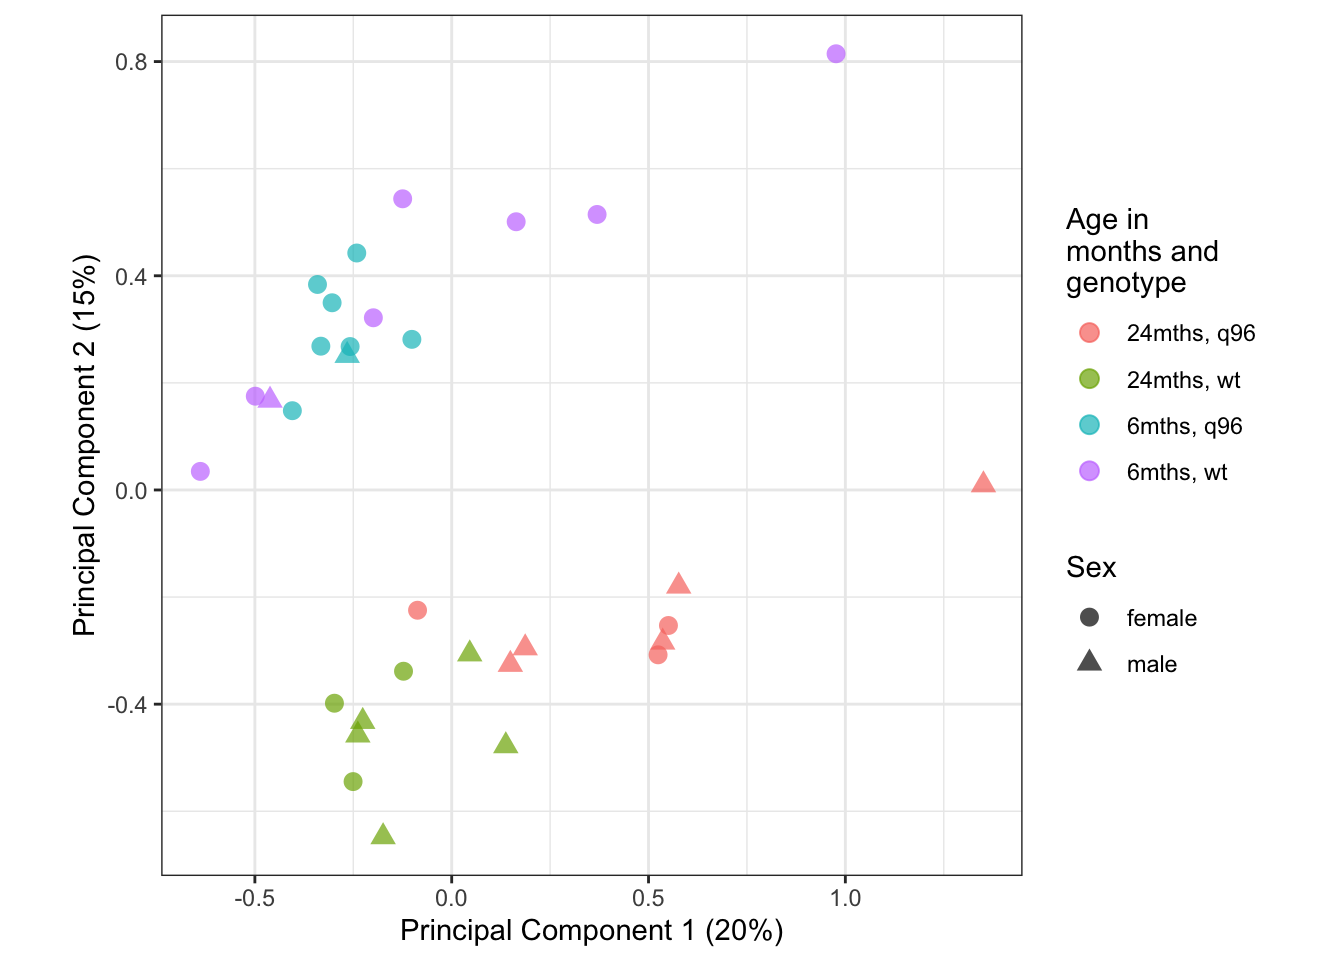 0.8
0.4
0.0
-0.4
-0.5
0.0
0.5
1.0
Principal Component 1 (20%)
Principal Component 2 (15%)
Age in
months and
genotype
24mths, q96
24mths, wt
6mths, q96
6mths, wt
Sex
female
male